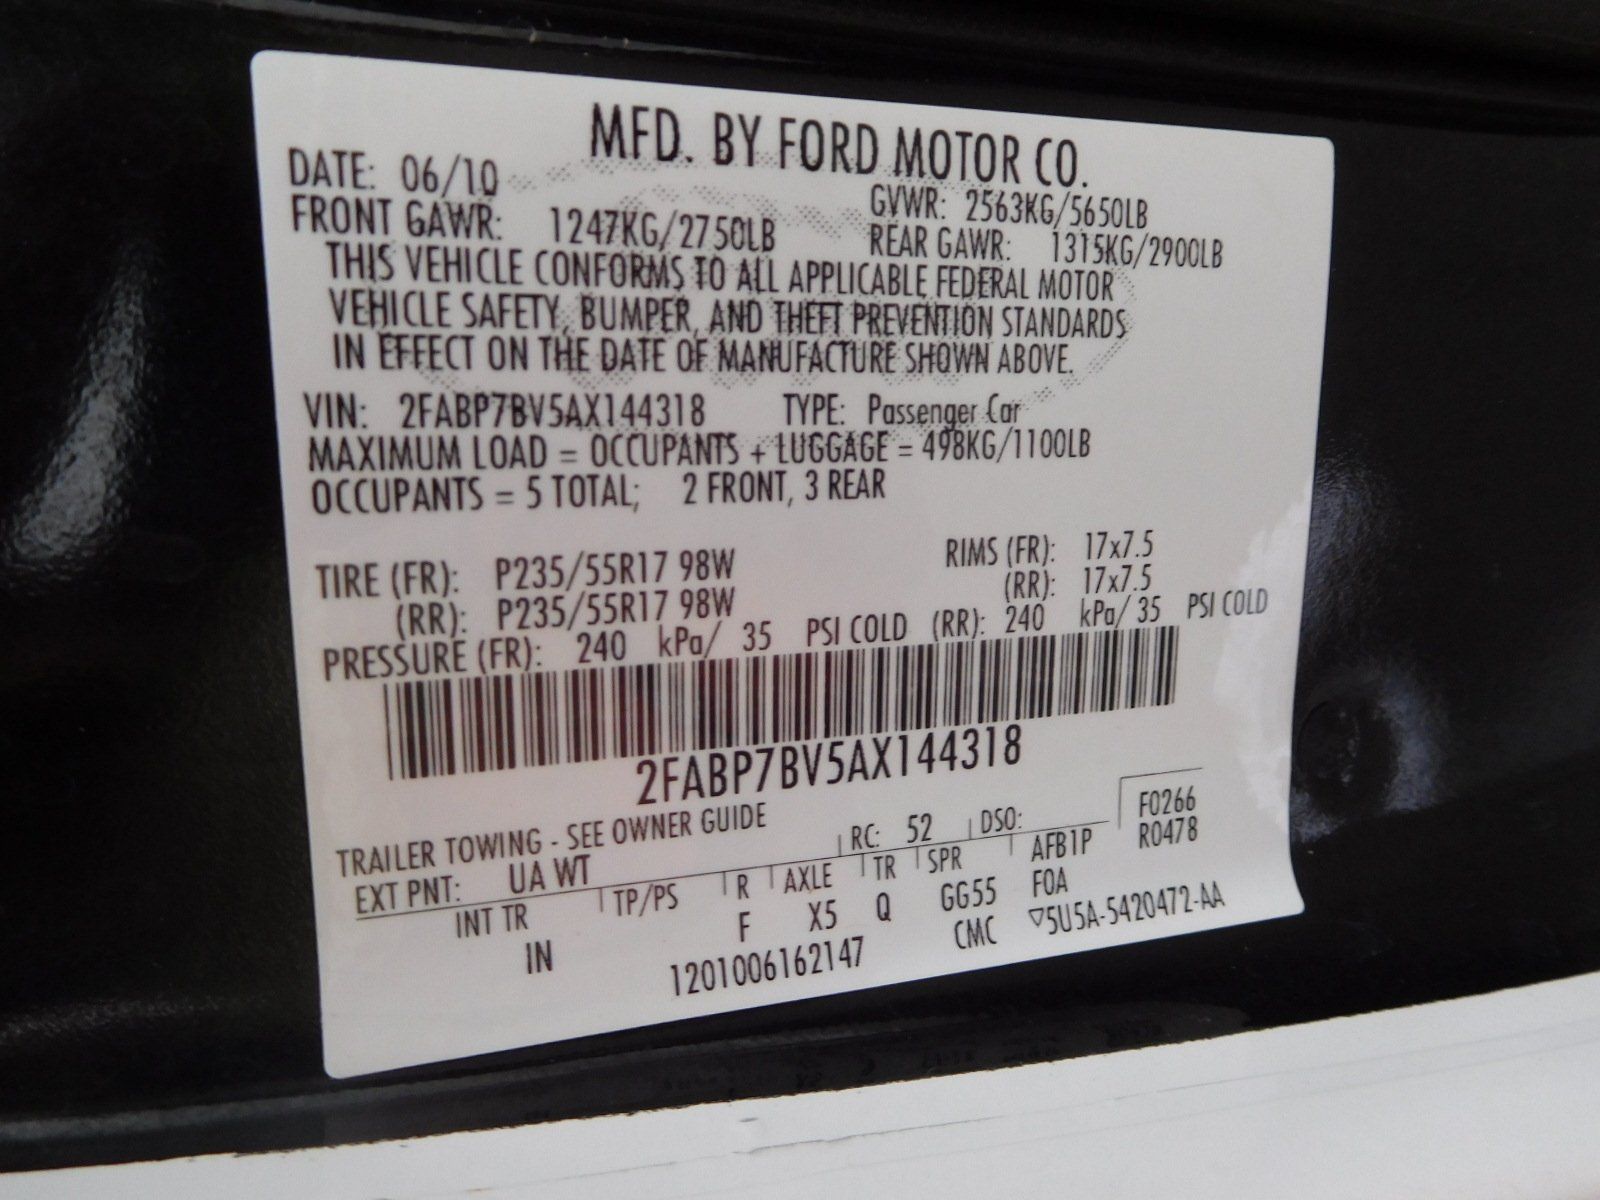 MFD. BY FORD MOTOR CO.
DATE: 06/10 GVWR: 2563KG/5650LB
FRONT GAWR: 1247KG/2750LB REAR GAWR: 1315KG/2900LB
THIS VEHICLE CONFORMS TO ALL APPLICABLE FEDERAL MOTOR
VEHICLE SAFETY, BUMPER, AND THEFT PREVENTION STANDARDS
IN EFFECT ON THE DATE OF MANUFACTURE SHOWN ABOVE.
VIN: 2FABP7BV5AX144318 TYPE: Passenger Car
MAXIMUM LOAD = OCCUPANTS + LUGGAGE = 498KG/1100LB
OCCUPANTS = 5 TOTAL; 2 FRONT, 3 REAR
TIRE (FR): P235/55R17 98W RIMS (FR): 17x7.5
(RR): P235/55R17 98W (RR): 17x7.5
PRESSURE (FR): 240 kPa/ 35 PSI COLD (RR): 240 kPa/ 35 PSI COLD
2FABP7BV5AX144318
TRAILER TOWING - SEE OWNER GUIDE
EXT PNT: UA WT RC: 52 DSO: F0266
R0478
INT TR TP/PS R AXLE TR SPR AFB1P
IN F X5 Q GG55 FOA
1201006162147 CMC ▽5U5A-5420472-AA